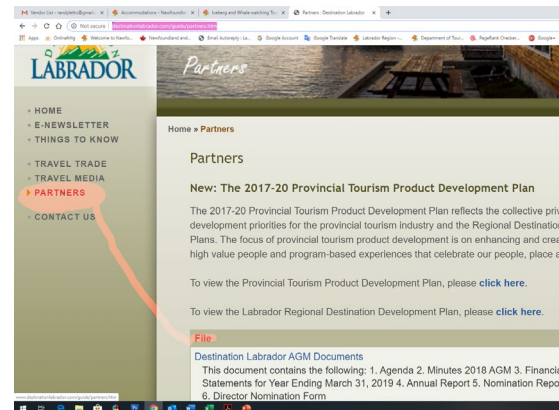 Vendor List - randyletto@gmail.
Accommodations - Newfoundlan
Iceberg and Whale-watching Tou
Partners : Destination Labrador
Not secure | destinationlabrador.com/guide/partners.htm
Apps
OnlineNfg
Welcome to Newfo...
Newfoundland and...
Email Autoreply : La...
Google Account
Google Translate
Labrador Region -...
Department of Tour...
PageRank Checker...
Google+
LABRADOR
Partners
HOME
E-NEWSLETTER
THINGS TO KNOW
TRAVEL TRADE
TRAVEL MEDIA
PARTNERS
CONTACT US
Home » Partners
Partners
New: The 2017-20 Provincial Tourism Product Development Plan
The 2017-20 Provincial Tourism Product Development Plan reflects the collective priv
development priorities for the provincial tourism industry and the Regional Destination
Plans. The focus of provincial tourism product development is on enhancing and crea
high value people and program-based experiences that celebrate our people, place a
To view the Provincial Tourism Product Development Plan, please click here.
To view the Labrador Regional Destination Development Plan, please click here.
File
Destination Labrador AGM Documents
This document contains the following: 1. Agenda 2. Minutes 2018 AGM 3. Financia
Statements for Year Ending March 31, 2019 4. Annual Report 5. Nomination Repo
6. Director Nomination Form
www.destinationlabrador.com/guide/partners.htm